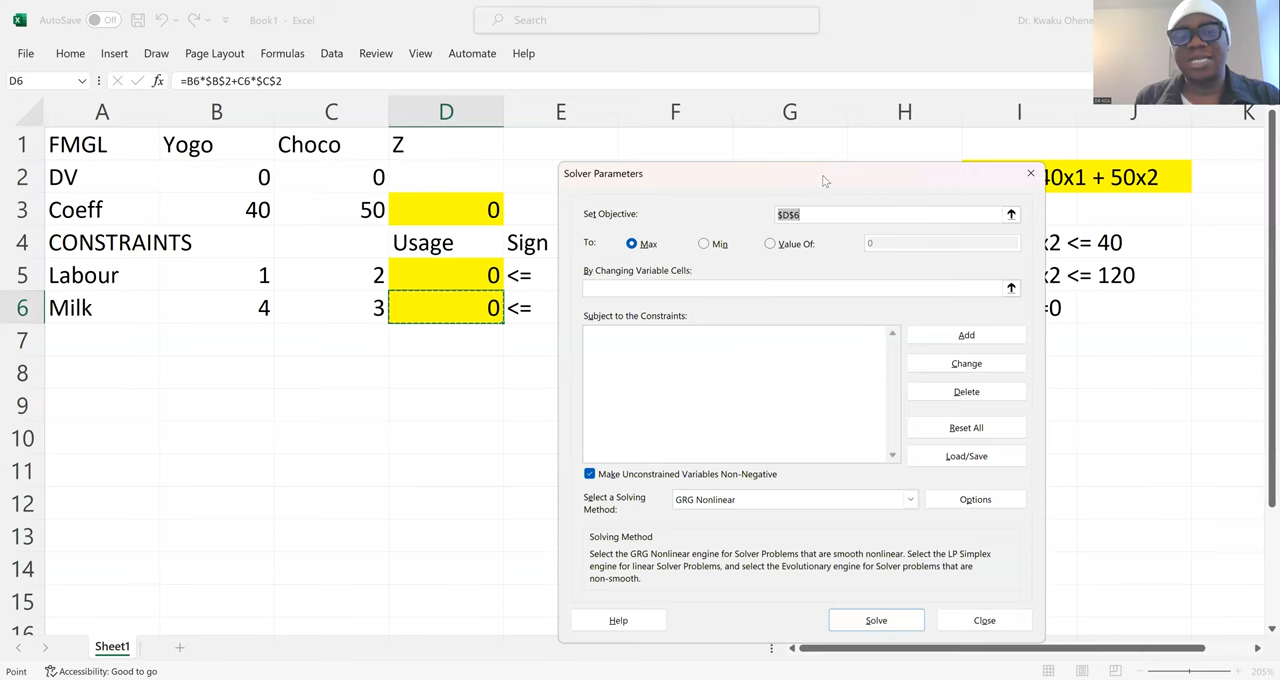 AutoSave Off Book1 - Excel Search Dr. Kwaku Ohene
File Home Insert Draw Page Layout Formulas Data Review View Automate Help
D6 fx =B6*$B$2+C6*$C$2
A B C D E F G H I J K
1 FMGL Yogo Choco Z
2 DV 0 0 40x1 + 50x2
3 Coeff 40 50 0
4 CONSTRAINTS Usage Sign x2 <= 40
5 Labour 1 2 0 <= x2 <= 120
6 Milk 4 3 0 <= =0
7
8
9
10
11
12
13
14
15
16
Solver Parameters
Set Objective: $D$6
To: Max Min Value Of: 0
By Changing Variable Cells:
Subject to the Constraints:
Add
Change
Delete
Reset All
Load/Save
Make Unconstrained Variables Non-Negative
Select a Solving Method: GRG Nonlinear Options
Solving Method
Select the GRG Nonlinear engine for Solver Problems that are smooth nonlinear. Select the LP Simplex
engine for linear Solver Problems, and select the Evolutionary engine for Solver problems that are
non-smooth.
Help Solve Close
Sheet1
Point Accessibility: Good to go 205%